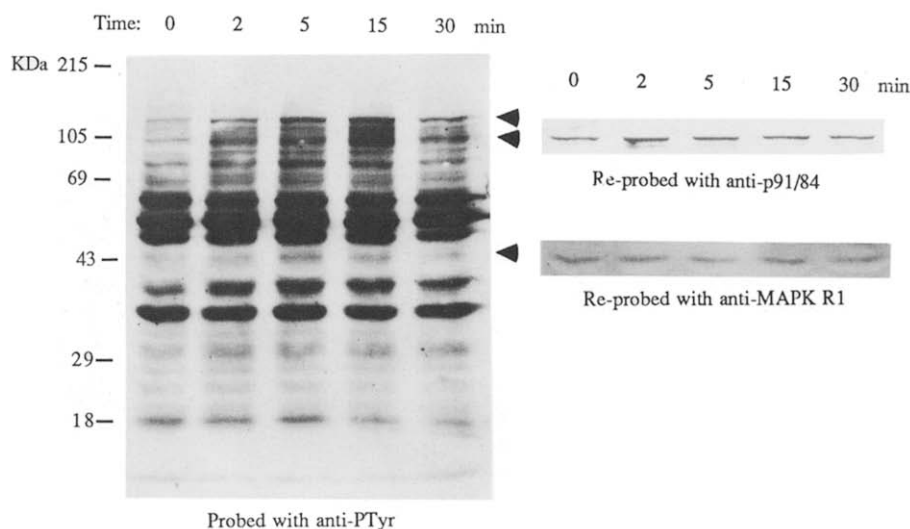 Time: 0 2 5 15 30 min
KDa 215
105
69
43
29
18
Probed with anti-PTyr
0 2 5 15 30 min
Re-probed with anti-p91/84
Re-probed with anti-MAPK R1